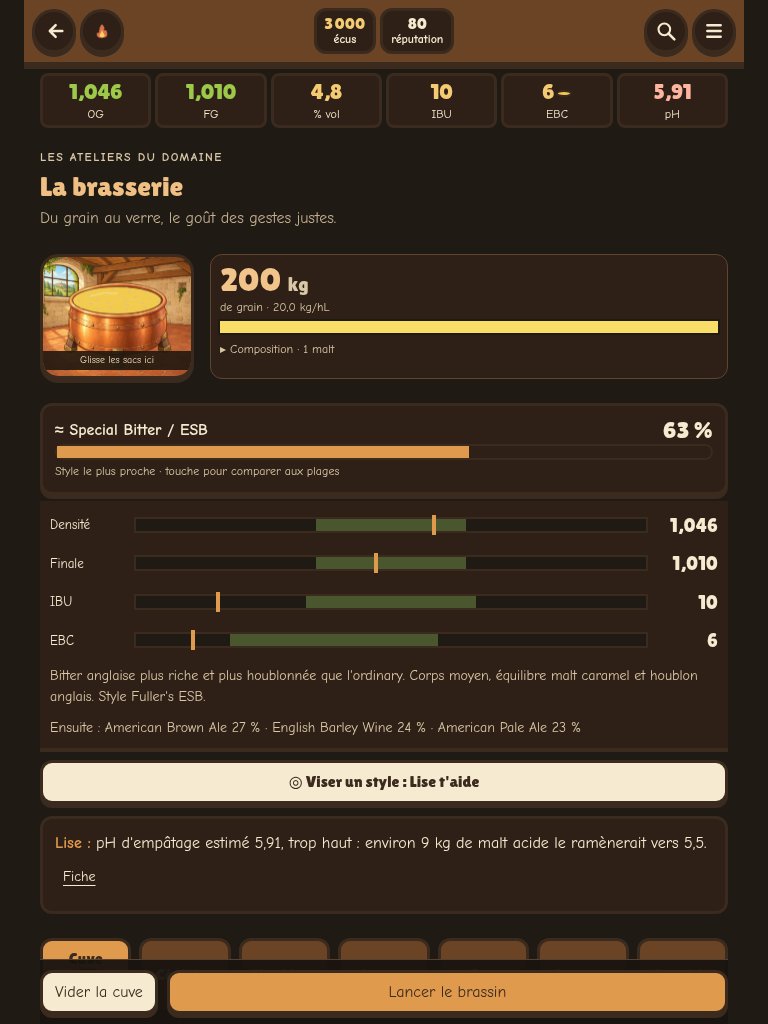 3 000
écus
80
réputation
1,046
OG
1,010
FG
4,8
% vol
10
IBU
6
EBC
5,91
pH
LES ATELIERS DU DOMAINE
La brasserie
Du grain au verre, le goût des gestes justes.
Glisse les sacs ici
200 kg
de grain · 20,0 kg/hL
▸ Composition · 1 malt
≈ Special Bitter / ESB
63 %
Style le plus proche · touche pour comparer aux plages
Densité
1,046
Finale
1,010
IBU
10
EBC
6
Bitter anglaise plus riche et plus houblonnée que l'ordinary. Corps moyen, équilibre malt caramel et houblon
anglais. Style Fuller's ESB.
Ensuite : American Brown Ale 27 % · English Barley Wine 24 % · American Pale Ale 23 %
◎ Viser un style : Lise t'aide
Lise : pH d'empâtage estimé 5,91, trop haut : environ 9 kg de malt acide le ramènerait vers 5,5.
Fiche
Cuve
Vider la cuve
Lancer le brassin